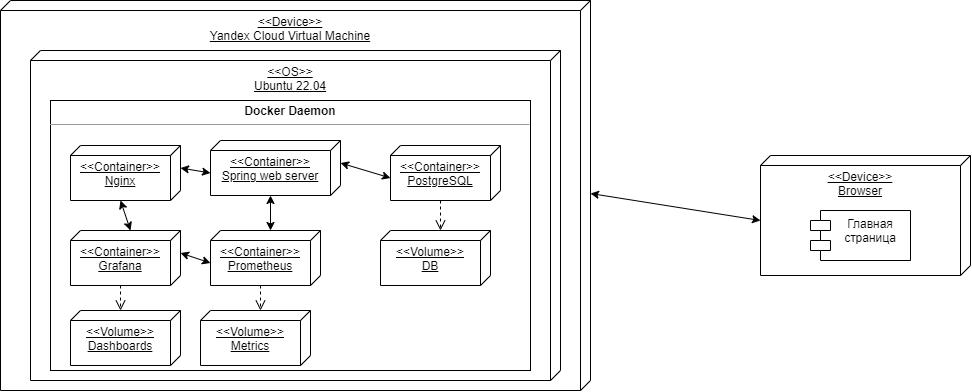 <<Device>>
Yandex Cloud Virtual Machine
<<OS>>
Ubuntu 22.04
Docker Daemon
<<Container>>
Nginx
<<Container>>
Spring web server
<<Container>>
PostgreSQL
<<Container>>
Grafana
<<Container>>
Prometheus
<<Volume>>
DB
<<Volume>>
Dashboards
<<Volume>>
Metrics
<<Device>>
Browser
Главная
страница